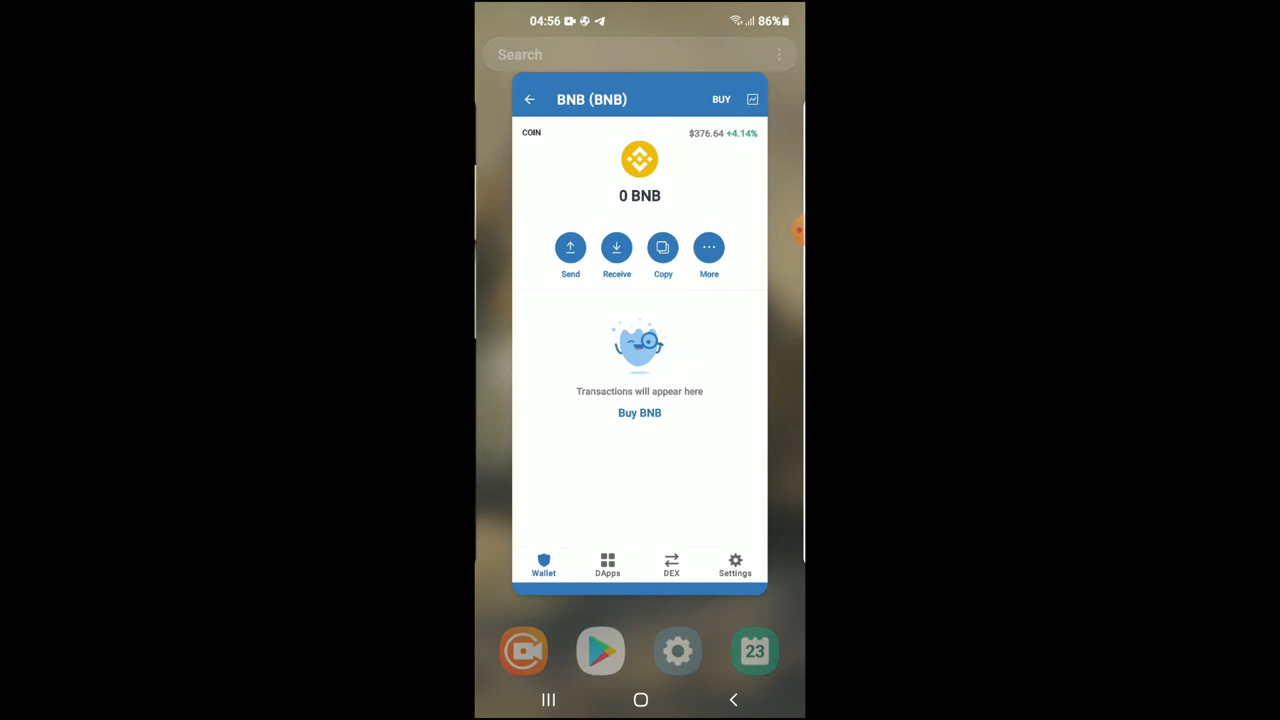 04:56 86%
Search
BNB (BNB) BUY
COIN $376.64 +4.14%
0 BNB
Send Receive Copy More
Transactions will appear here
Buy BNB
Wallet DApps DEX Settings
23